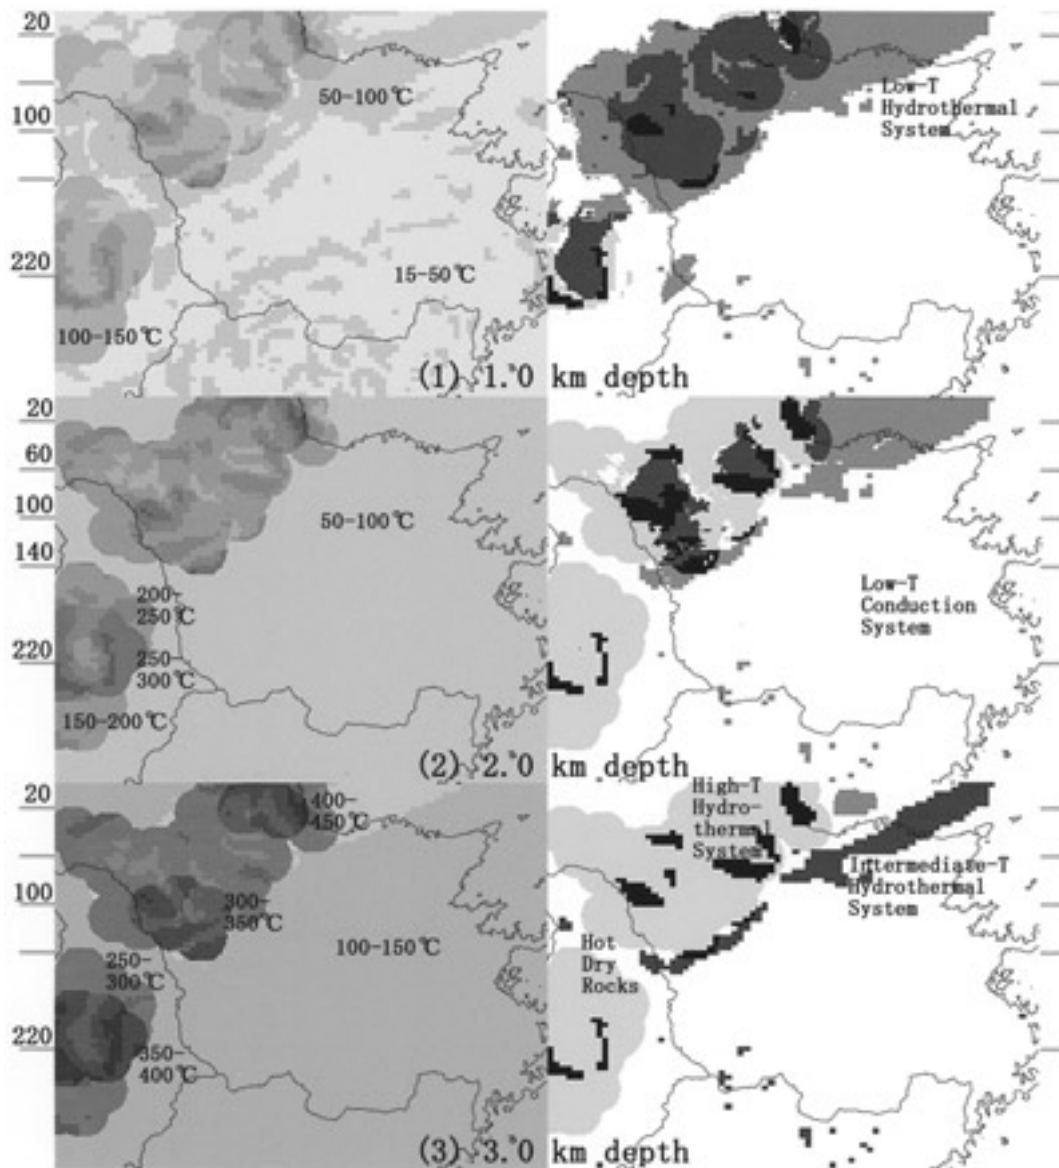 20
100
220
50-100℃
15-50℃
100-150℃
Low-T
Hydrothermal
System
(1) 1.0 km depth
20
60
100
140
220
50-100℃
200-
250℃
250-
300℃
150-200℃
Low-T
Conduction
System
(2) 2.0 km depth
20
100
220
400-
450℃
300-
350℃
100-150℃
250-
300℃
350-
400℃
High-T
Hydro-
thermal
System
Intermediate-T
Hydrothermal
System
Hot
Dry
Rocks
(3) 3.0 km depth